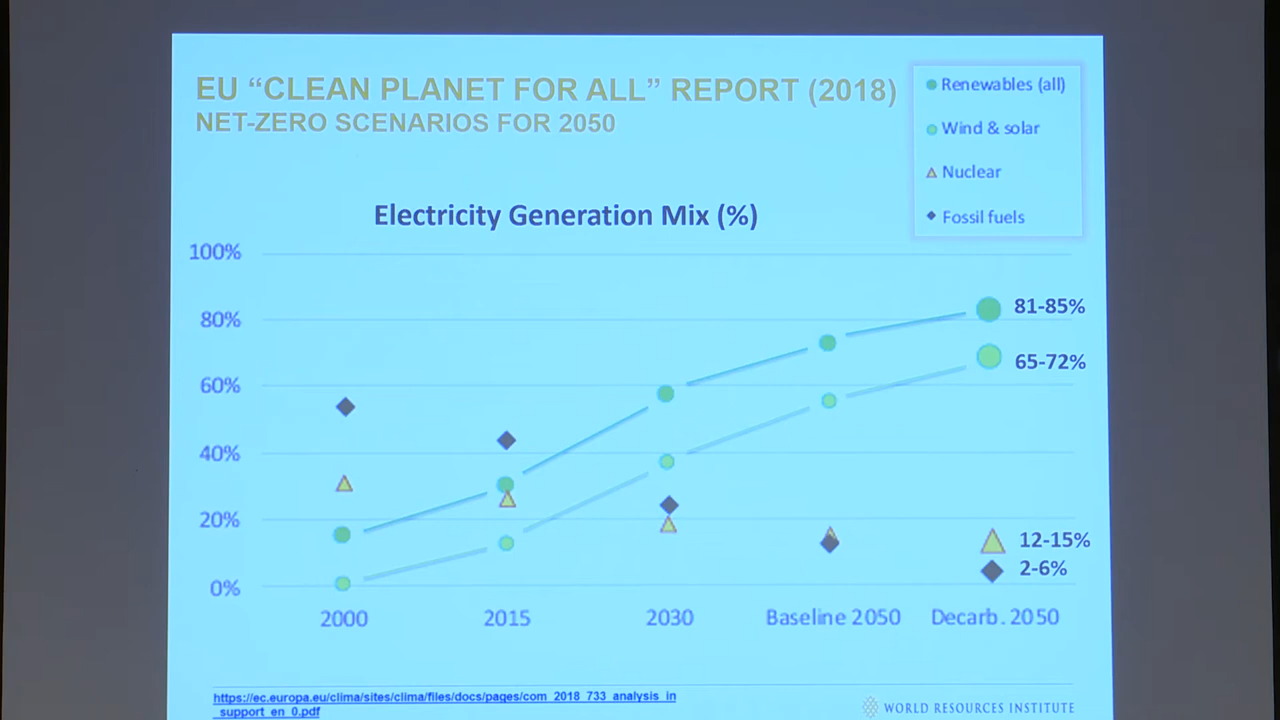 EU “CLEAN PLANET FOR ALL” REPORT (2018)
NET-ZERO SCENARIOS FOR 2050
Renewables (all)
Wind & solar
Nuclear
Fossil fuels
Electricity Generation Mix (%)
100%
80%
60%
40%
20%
0%
81-85%
65-72%
12-15%
2-6%
2000 2015 2030 Baseline 2050 Decarb. 2050
https://ec.europa.eu/clima/sites/clima/files/docs/pages/com_2018_733_analysis_in
_support_en_0.pdf
WORLD RESOURCES INSTITUTE